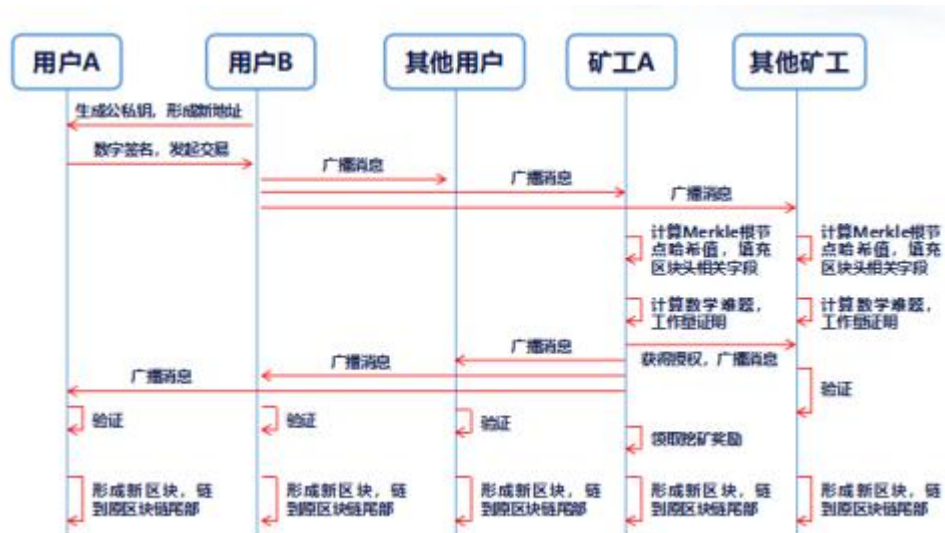 用户A
用户B
其他用户
矿工A
其他矿工
生成公私钥，形成新地址
数字签名，发起交易
广播消息
广播消息
广播消息
计算Merkle根节
点哈希值，填充
区块头相关字段
计算Merkle根节
点哈希值，填充
区块头相关字段
计算数学难题，
工作量证明
计算数学难题，
工作量证明
广播消息
获得授权，广播消息
广播消息
广播消息
验证
验证
验证
验证
领取挖矿奖励
形成新区块，链
到原区块链尾部
形成新区块，链
到原区块链尾部
形成新区块，链
到原区块链尾部
形成新区块，链
到原区块链尾部
形成新区块，链
到原区块链尾部